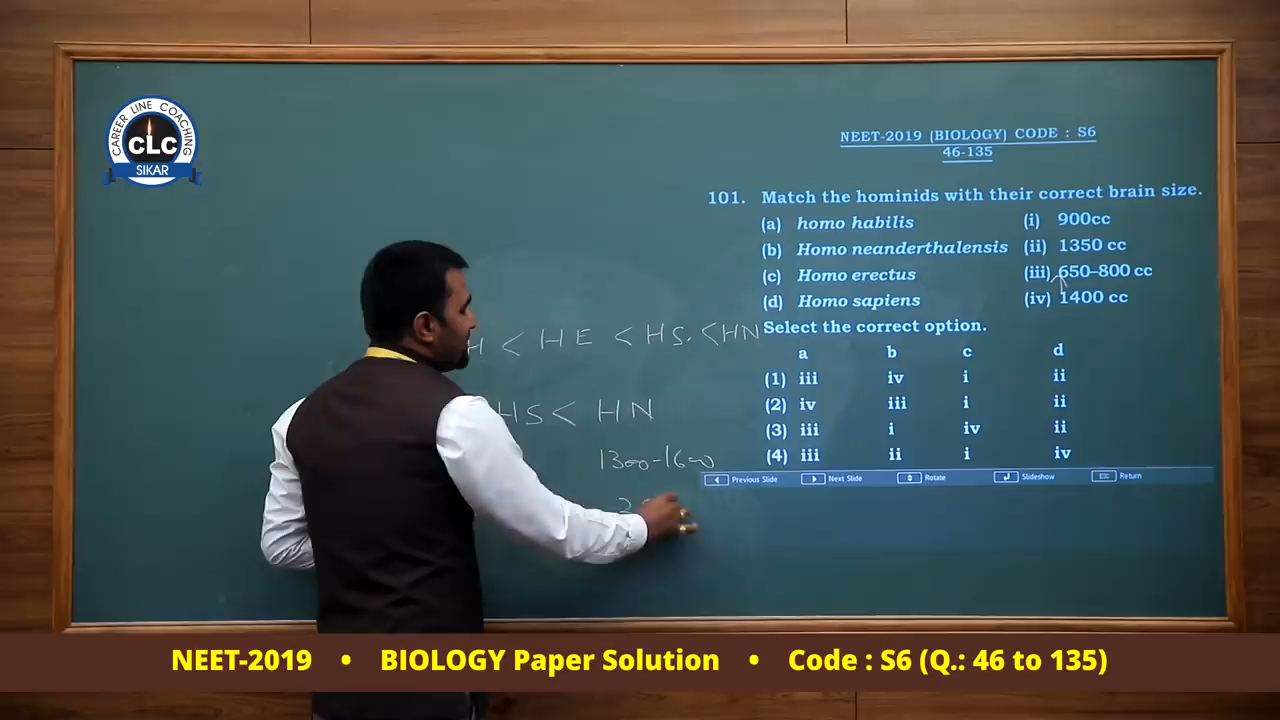 CAREER LINE COACHING
CLC
SIKAR
NEET-2019 (BIOLOGY) CODE : S6
46-135
101. Match the hominids with their correct brain size.
(a) homo habilis (i) 900cc
(b) Homo neanderthalensis (ii) 1350 cc
(c) Homo erectus (iii) 650–800 cc
(d) Homo sapiens (iv) 1400 cc
Select the correct option.
a b c d
(1) iii iv i ii
(2) iv iii i ii
(3) iii i iv ii
(4) iii ii i iv
Previous Slide Next Slide Rotate Slideshow ESC Return
H < HE < HS. < HN
HS < HN
1300-1600
NEET-2019 • BIOLOGY Paper Solution • Code : S6 (Q.: 46 to 135)